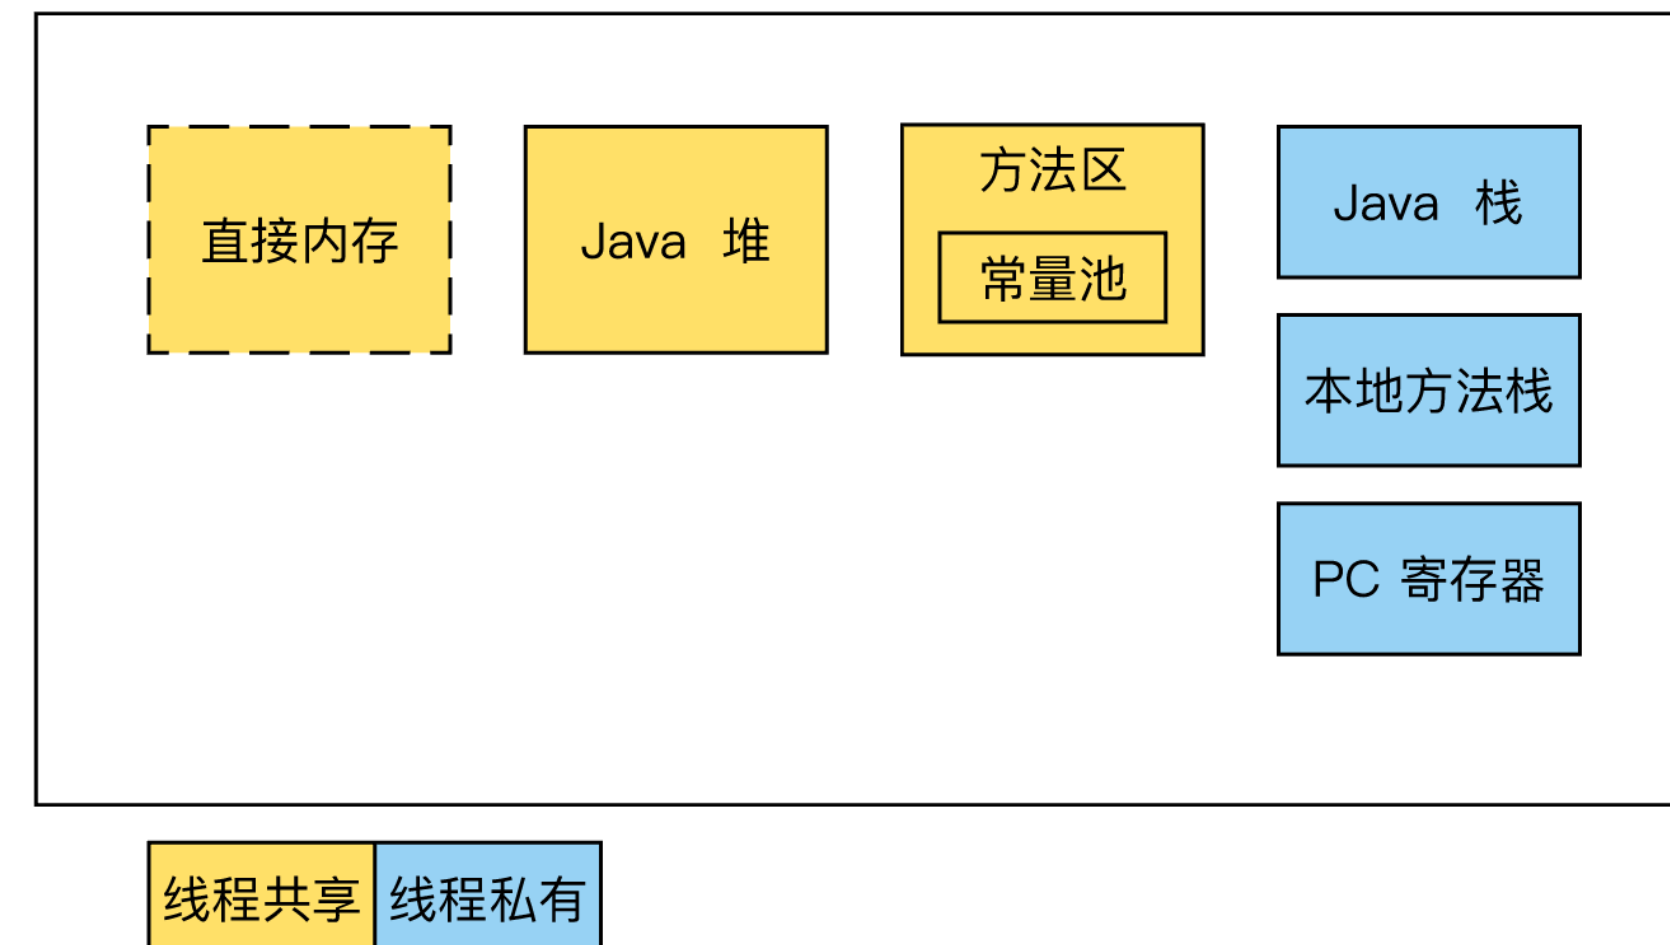 直接内存
Java 堆
方法区
常量池
Java 栈
本地方法栈
PC 寄存器
线程共享
线程私有